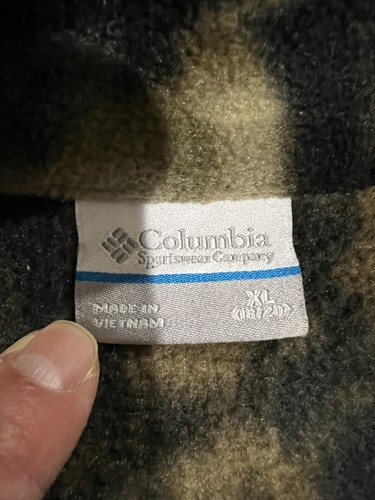 Columbia
Sportswear Company
XL
(18/20)
MADE IN
VIETNAM